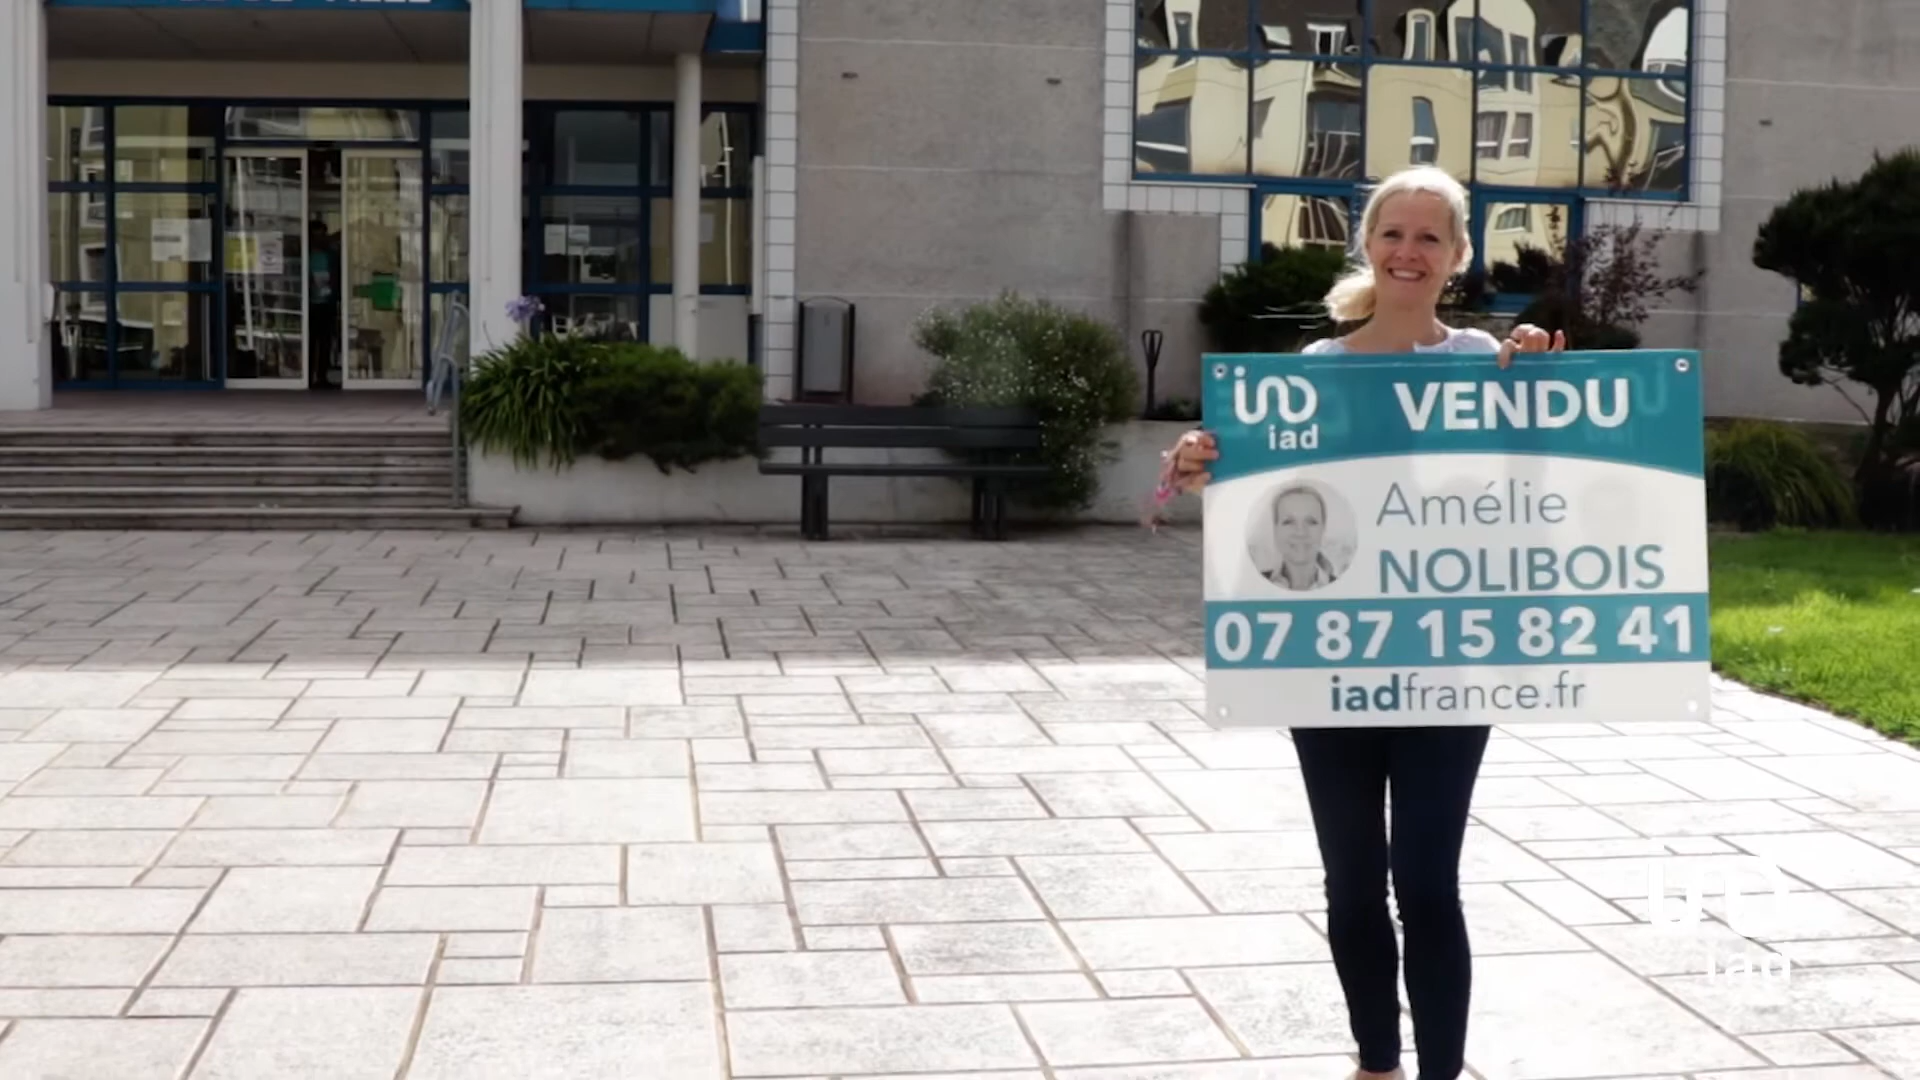 iad
VENDU
Amélie
NOLIBOIS
07 87 15 82 41
iadfrance.fr
iad